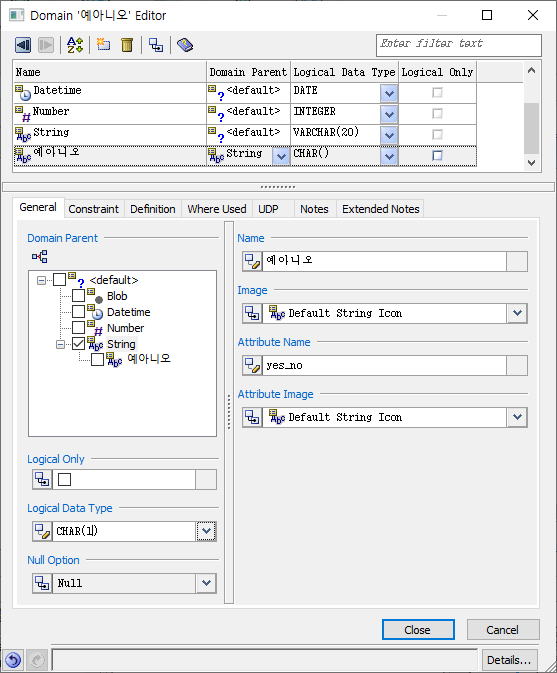 Domain '예아니오' Editor
Enter filter text
Name Domain Parent Logical Data Type Logical Only
Datetime <default> DATE
Number <default> INTEGER
String <default> VARCHAR(20)
예아니오 String CHAR()
General Constraint Definition Where Used UDP Notes Extended Notes
Domain Parent
<default>
Blob
Datetime
Number
String
예아니오
Logical Only
Logical Data Type
CHAR(1)
Null Option
Null
Name
예아니오
Image
Default String Icon
Attribute Name
yes_no
Attribute Image
Default String Icon
Close Cancel
Details...